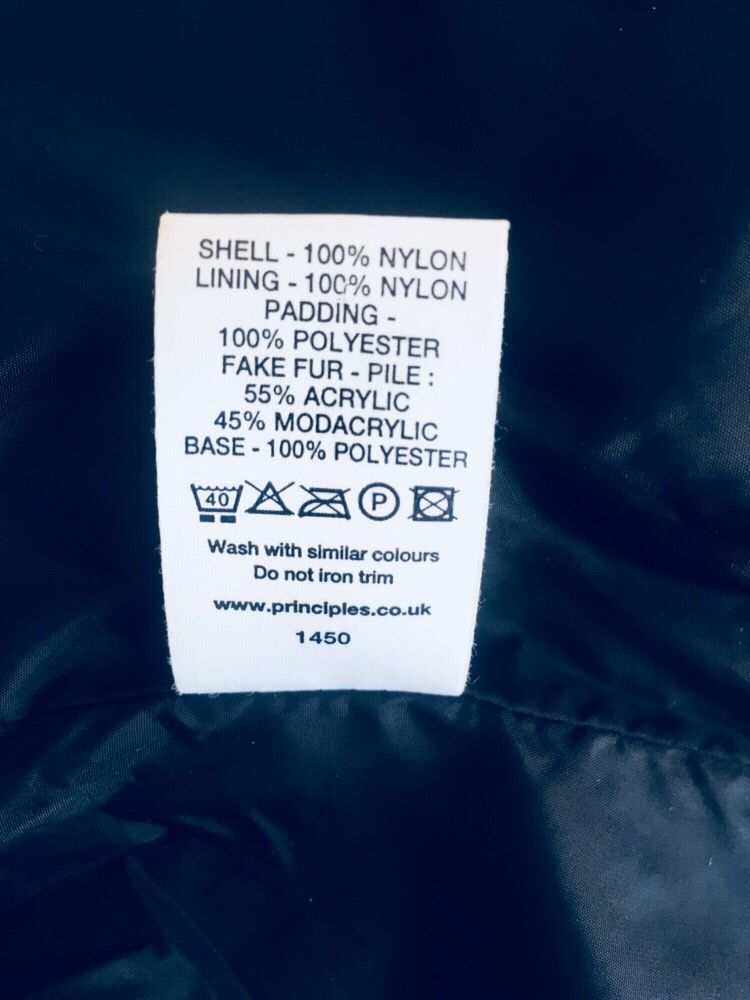 SHELL - 100% NYLON
LINING - 100% NYLON
PADDING -
100% POLYESTER
FAKE FUR - PILE :
55% ACRYLIC
45% MODACRYLIC
BASE - 100% POLYESTER
40 P
Wash with similar colours
Do not iron trim
www.principles.co.uk
1450